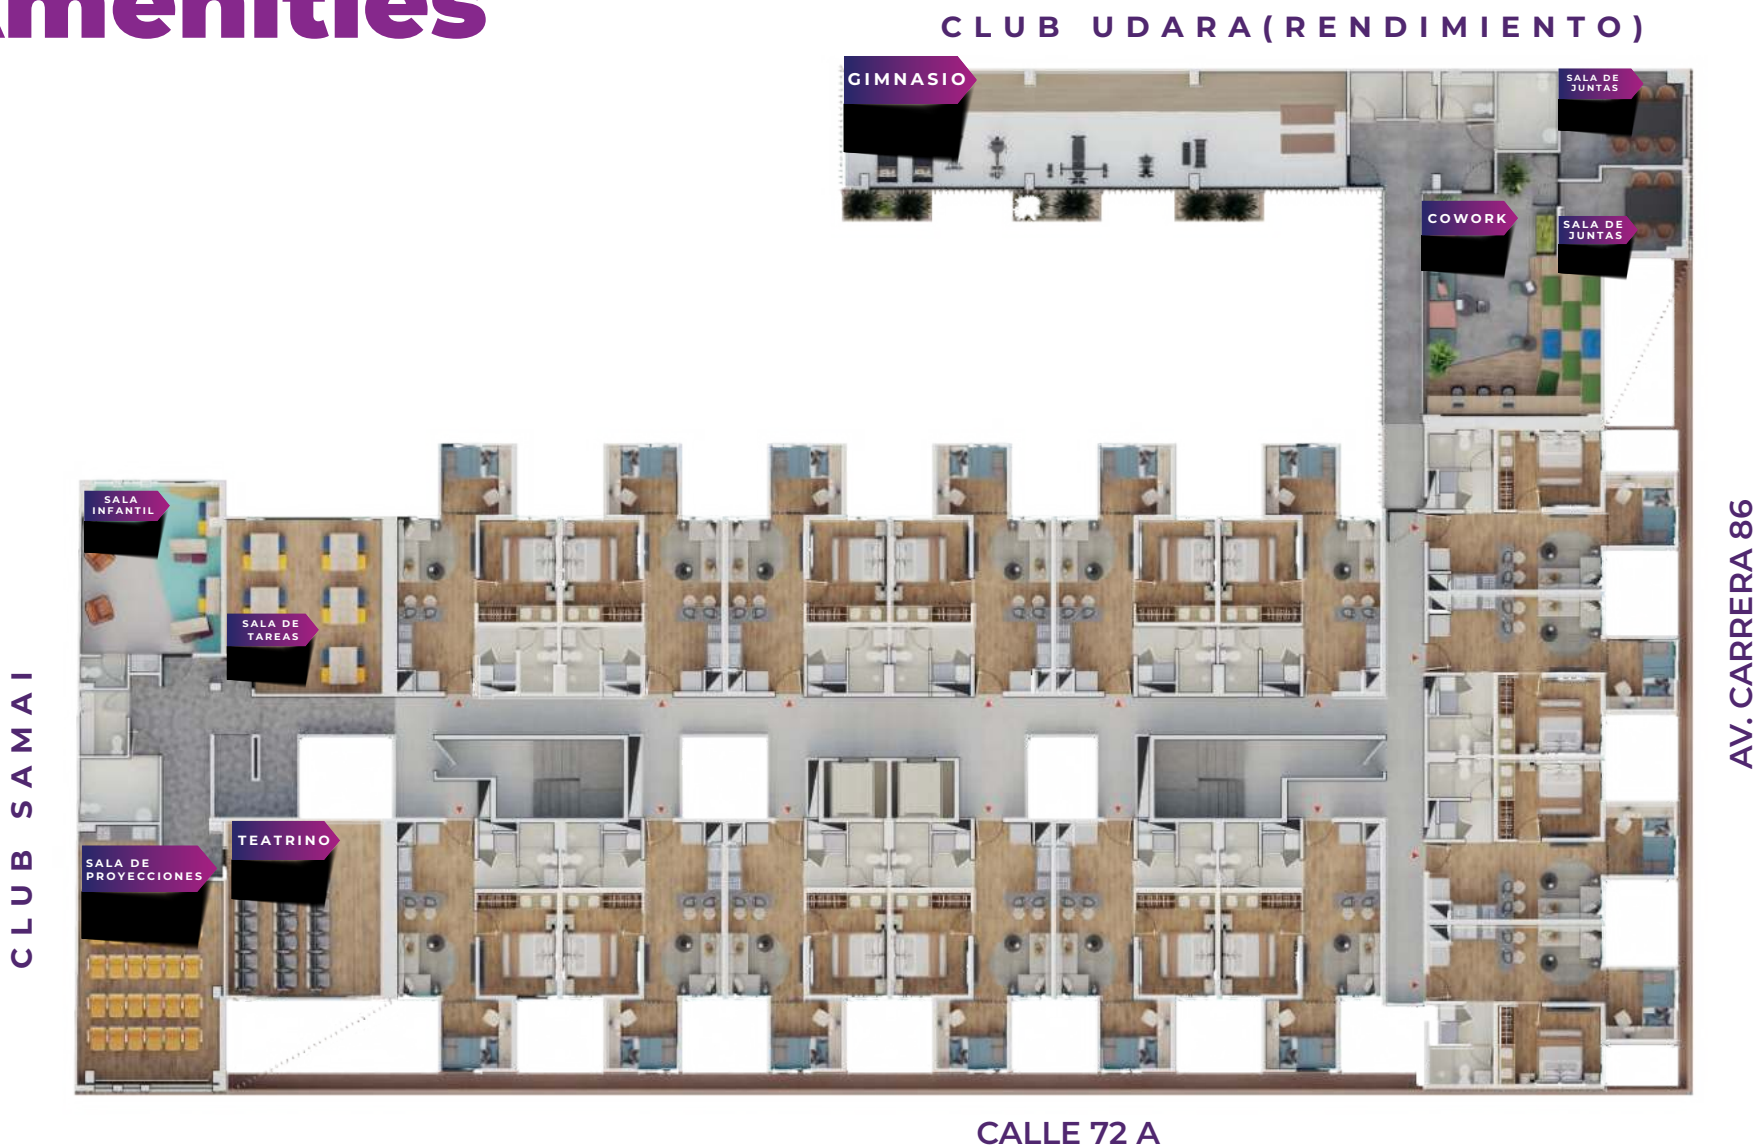 Amenities
CLUB UDARA(RENDIMIENTO)
GIMNASIO
SALA DE
JUNTAS
COWORK
SALA DE
JUNTAS
SALA
INFANTIL
SALA DE
TAREAS
TEATRINO
SALA DE
PROYECCIONES
CLUB SAMAI
AV. CARRERA 86
CALLE 72 A